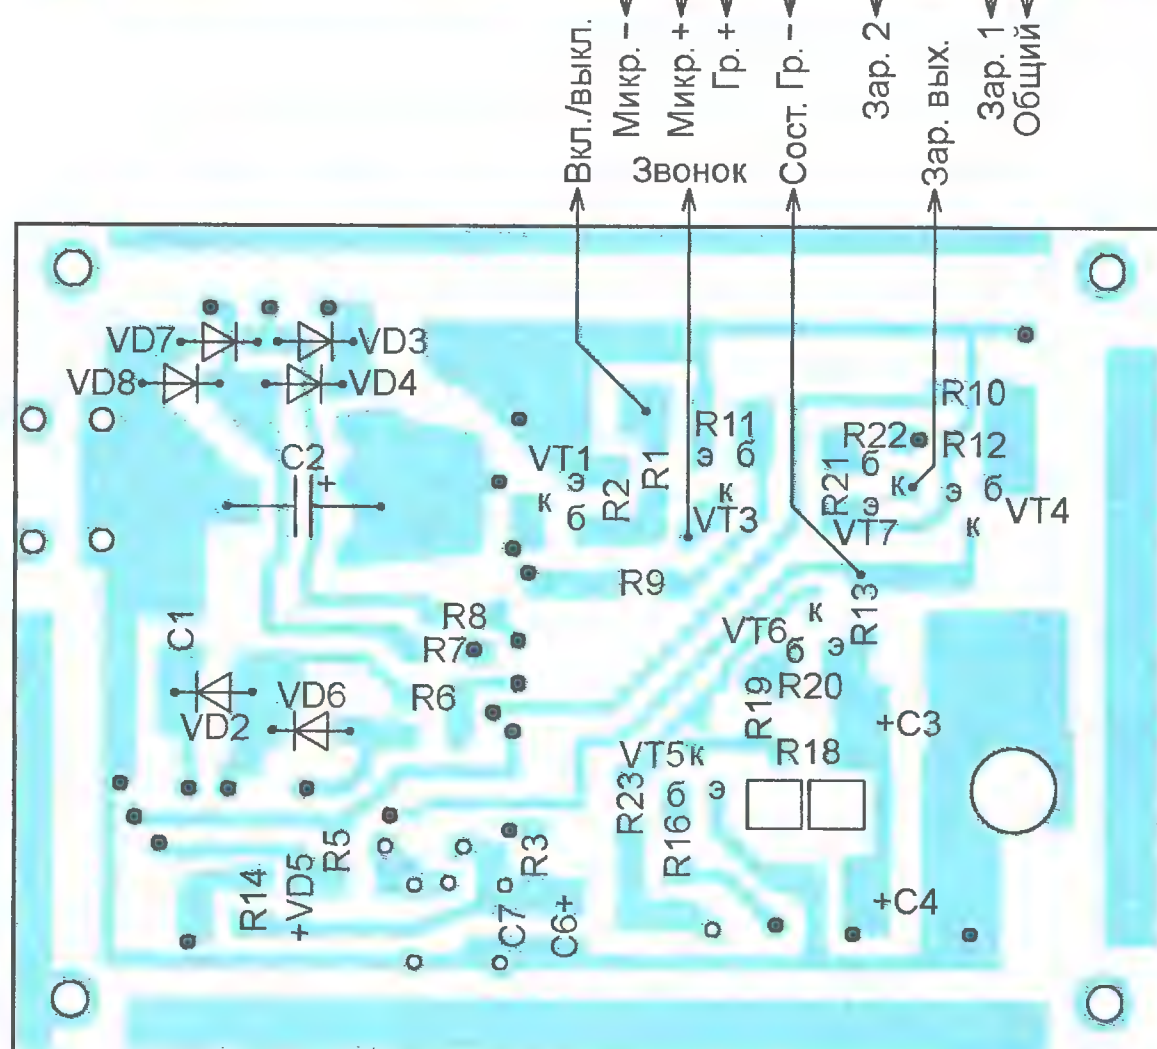 Вкл./выкл.
Микр. −
Микр. +
Гр. +
Сост. Гр. −
Зар. 2
Зар. вых.
Зар. 1
Общий
Звонок
VD7
VD3
VD8
VD4
R10
R11
R22
R12
э б
б
C2
+
VT1
э
R1
R21
к
э б
к
R2
к
э
VT4
б
VT3
VT7
к
R9
C1
R8
к
R13
R7
VT6
б э
VD6
R6
R19
R20
VD2
+C3
VT5
к
R18
R23
б э
R5
R3
R16
R14
+VD5
C7
C6+
+C4